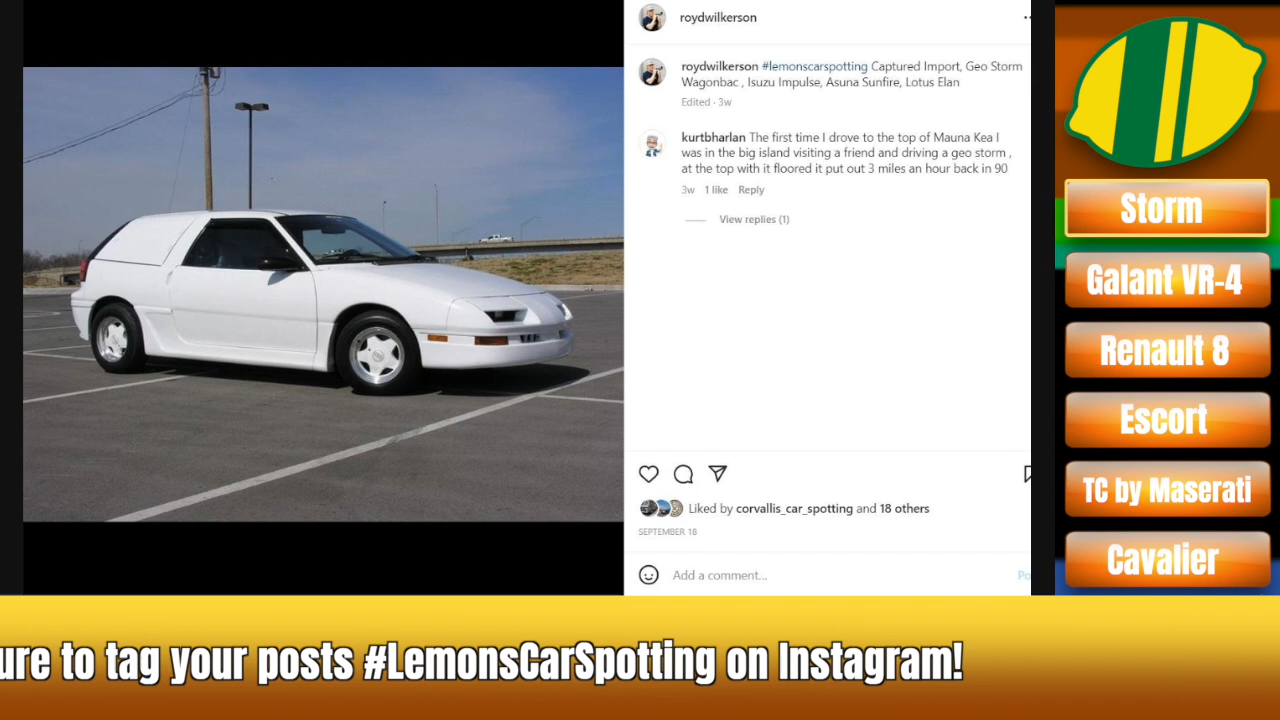 roydwilkerson
roydwilkerson #lemonscarspotting Captured Import, Geo Storm
Wagonbac , Isuzu Impulse, Asuna Sunfire, Lotus Elan
Edited · 3w
kurtbharlan The first time I drove to the top of Mauna Kea I
was in the big island visiting a friend and driving a geo storm ,
at the top with it floored it put out 3 miles an hour back in 90
3w 1 like Reply
View replies (1)
Liked by corvallis_car_spotting and 18 others
SEPTEMBER 18
Add a comment... Po
Storm
Galant VR-4
Renault 8
Escort
TC by Maserati
Cavalier
ure to tag your posts #LemonsCarSpotting on Instagram!